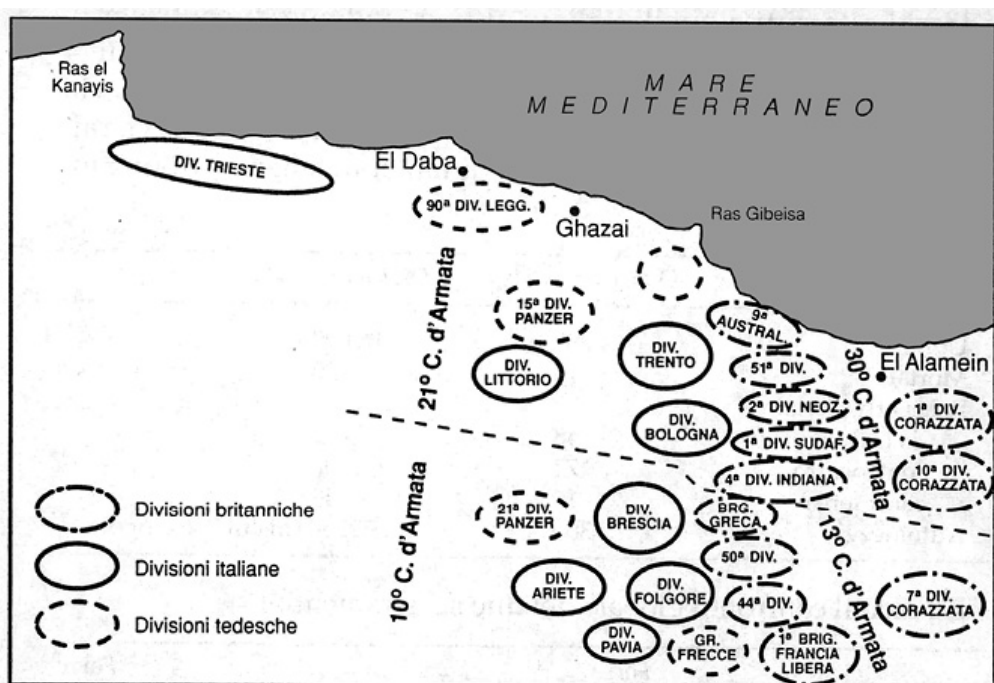 MARE
MEDITERRANEO
Ras el
Kanayis
DIV. TRIESTE
El Daba
90ª DIV. LEGG.
Ghazai
Ras Gibeisa
21º C. d'Armata
15ª DIV.
PANZER
DIV.
LITTORIO
DIV.
TRENTO
DIV.
BOLOGNA
9ª
AUSTRAL.
51ª DIV.
2ª DIV. NEOZ.
1ª DIV. SUDAF.
4ª DIV. INDIANA
30º C. d'Armata
El Alamein
1ª DIV.
CORAZZATA
10ª DIV.
CORAZZATA
10º C. d'Armata
21ª DIV.
PANZER
DIV.
BRESCIA
BRG.
GRECA
50ª DIV.
DIV.
ARIETE
DIV.
FOLGORE
44ª DIV.
DIV.
PAVIA
GR.
FRECCE
1ª BRIG.
FRANCIA
LIBERA
13º C. d'Armata
7ª DIV.
CORAZZATA
Divisioni britanniche
Divisioni italiane
Divisioni tedesche